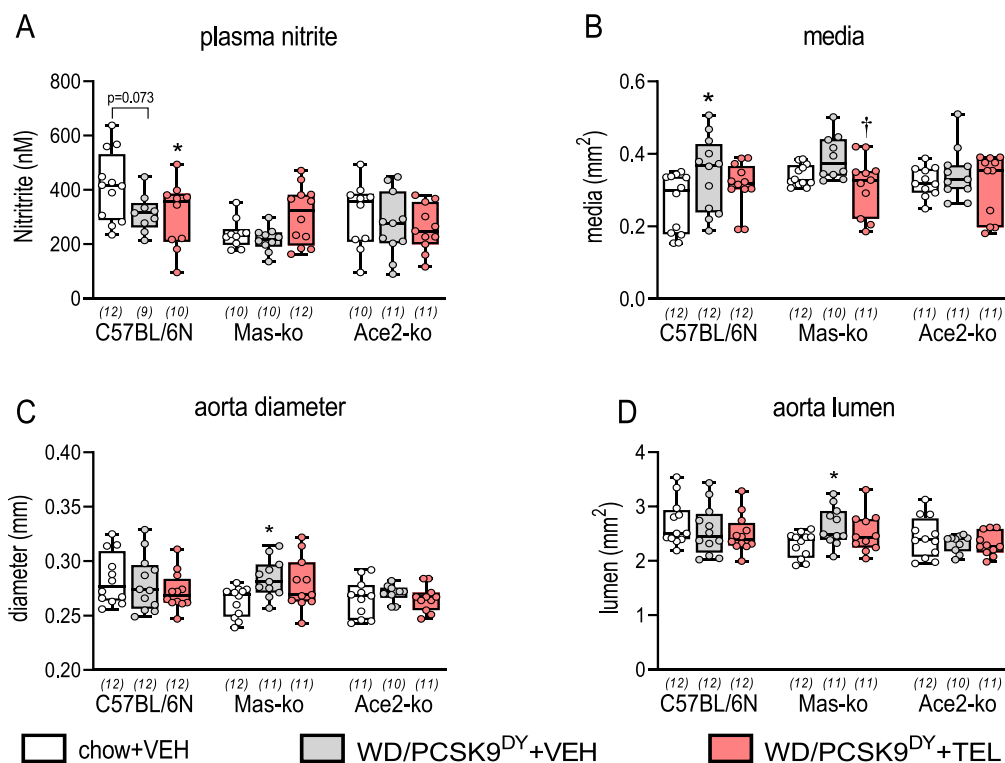 A
plasma nitrite
Nitritrite (nM)
800
600
400
200
0
p=0.073
*
(12) (9) (10) (10) (10) (12) (10) (11) (11)
C57BL/6N Mas-ko Ace2-ko
B
media
media (mm²)
0.6
0.4
0.2
0.0
*
†
(12) (12) (12) (12) (10) (11) (11) (11) (11)
C57BL/6N Mas-ko Ace2-ko
C
aorta diameter
diameter (mm)
0.40
0.35
0.30
0.25
0.20
*
(12) (12) (12) (12) (11) (11) (11) (10) (11)
C57BL/6N Mas-ko Ace2-ko
D
aorta lumen
lumen (mm²)
4
3
2
1
0
*
(12) (12) (12) (12) (11) (11) (11) (10) (11)
C57BL/6N Mas-ko Ace2-ko
chow+VEH WD/PCSK9ᴰʸ+VEH WD/PCSK9ᴰʸ+TEL